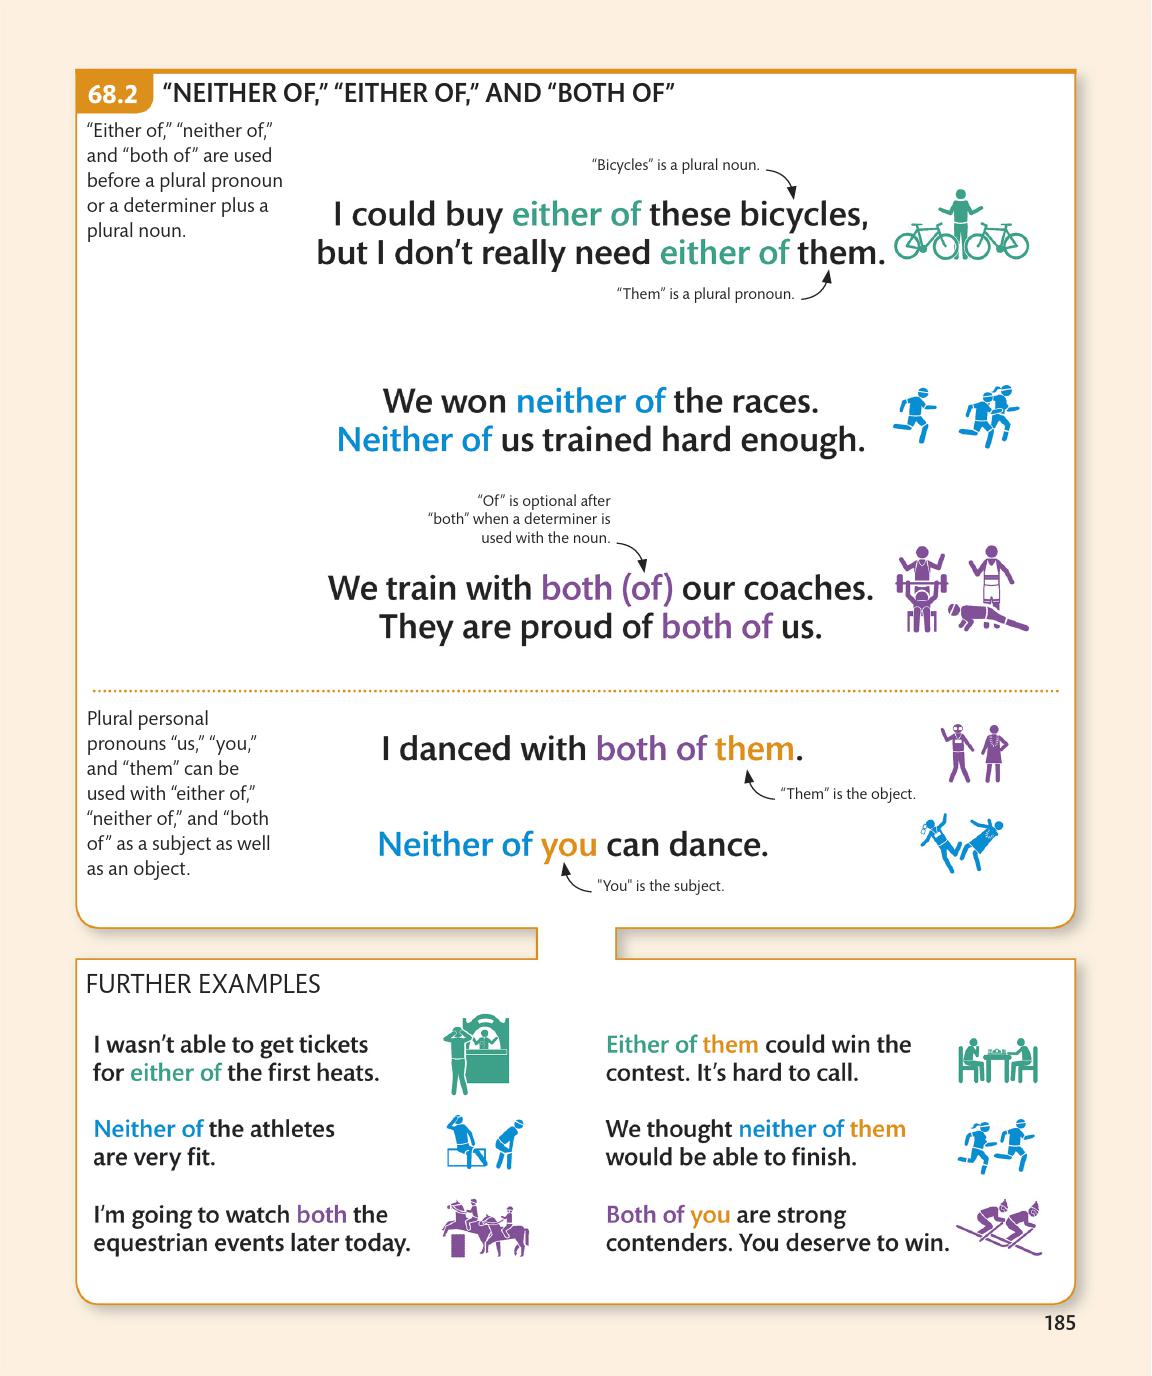 68.2 “NEITHER OF,” “EITHER OF,” AND “BOTH OF”
“Either of,” “neither of,”
and “both of” are used
before a plural pronoun
or a determiner plus a
plural noun.
“Bicycles” is a plural noun.
I could buy either of these bicycles,
but I don’t really need either of them.
“Them” is a plural pronoun.
We won neither of the races.
Neither of us trained hard enough.
“Of” is optional after
“both” when a determiner is
used with the noun.
We train with both (of) our coaches.
They are proud of both of us.
Plural personal
pronouns “us,” “you,”
and “them” can be
used with “either of,”
“neither of,” and “both
of” as a subject as well
as an object.
I danced with both of them.
“Them” is the object.
Neither of you can dance.
"You" is the subject.
FURTHER EXAMPLES
I wasn’t able to get tickets
for either of the first heats.
Neither of the athletes
are very fit.
I’m going to watch both the
equestrian events later today.
Either of them could win the
contest. It’s hard to call.
We thought neither of them
would be able to finish.
Both of you are strong
contenders. You deserve to win.
185